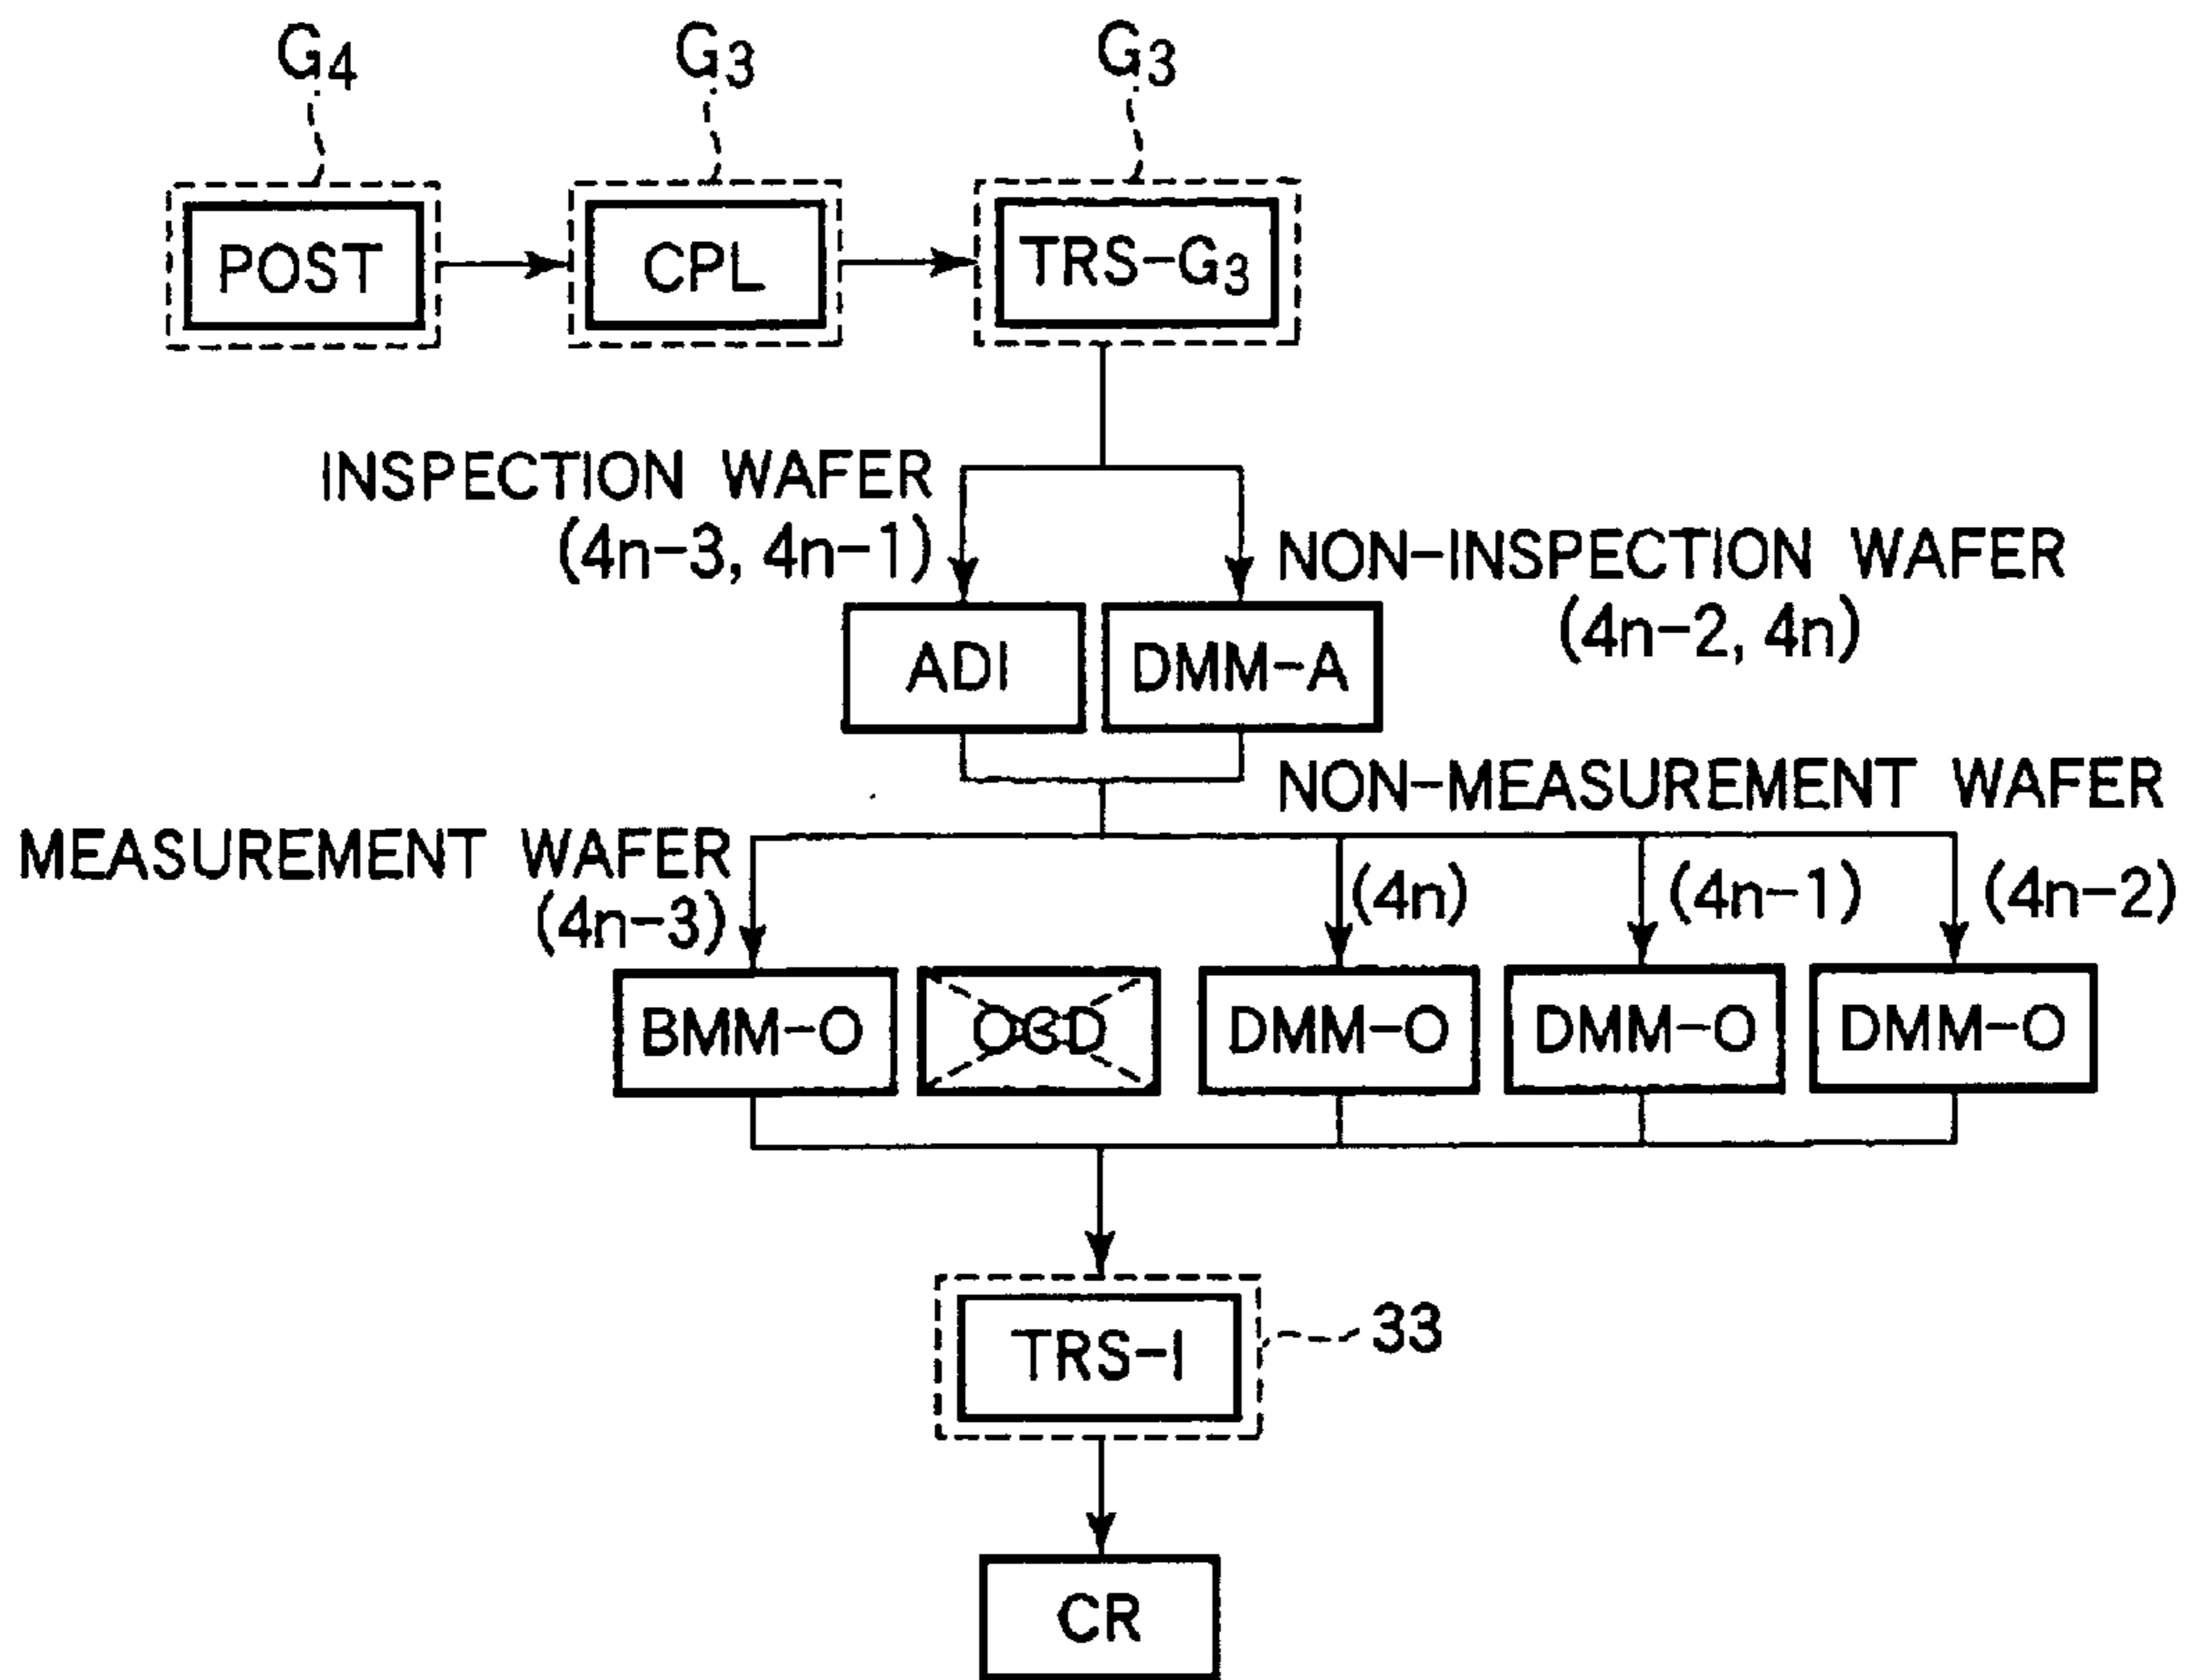 G4
G3
G3
POST
CPL
TRS-G3
INSPECTION WAFER
(4n-3, 4n-1)
NON-INSPECTION WAFER
(4n-2, 4n)
ADI
DMM-A
NON-MEASUREMENT WAFER
MEASUREMENT WAFER
(4n-3)
(4n)
(4n-1)
(4n-2)
BMM-O
OCD
DMM-O
DMM-O
DMM-O
TRS-I
33
CR